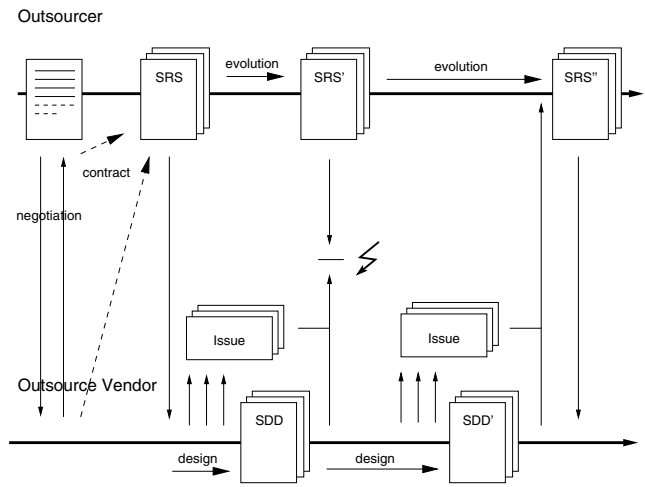 Outsourcer
SRS
evolution
SRS'
evolution
SRS''
contract
negotiation
Issue
Issue
Outsource Vendor
SDD
SDD'
design
design